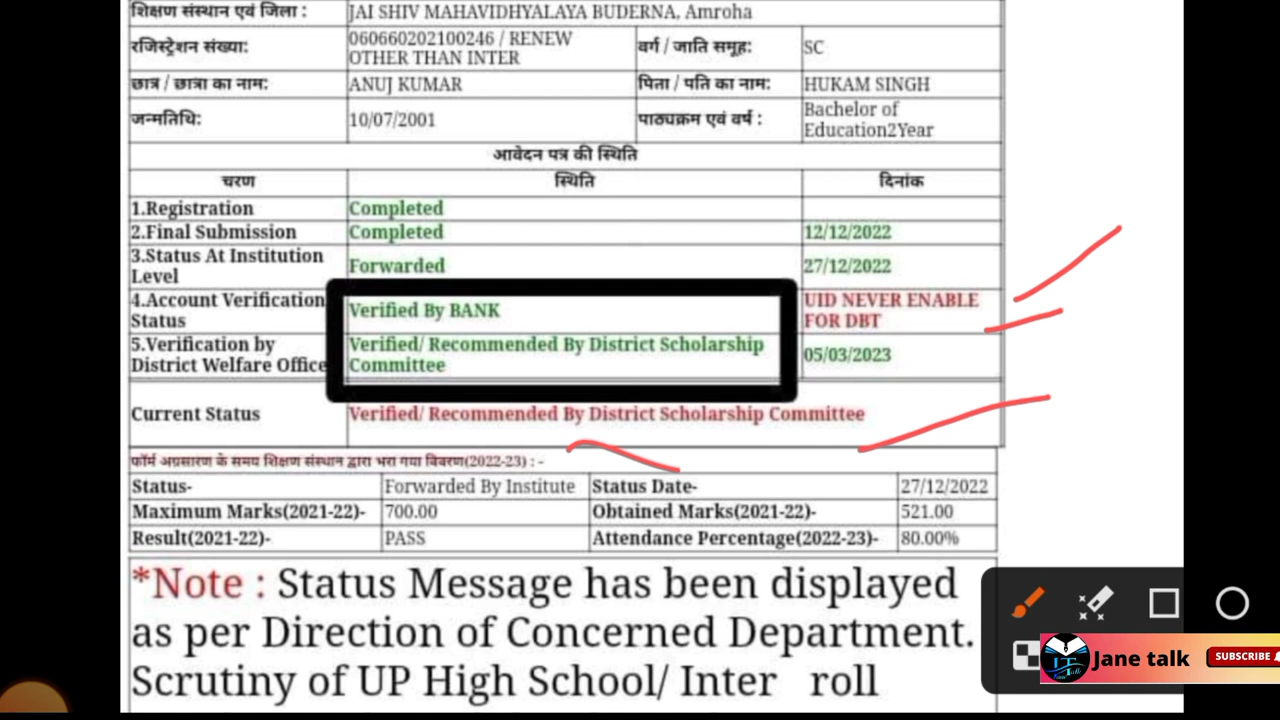 शिक्षण संस्थान एवं जिला : JAI SHIV MAHAVIDHYALAYA BUDERNA, Amroha
रजिस्ट्रेशन संख्या: 060660202100246 / RENEW OTHER THAN INTER वर्ग / जाति समूह: SC
छात्र / छात्रा का नाम: ANUJ KUMAR पिता / पति का नाम: HUKAM SINGH
जन्मतिथि: 10/07/2001 पाठ्यक्रम एवं वर्ष : Bachelor of Education2Year
आवेदन पत्र की स्थिति
चरण स्थिति दिनांक
1.Registration Completed
2.Final Submission Completed 12/12/2022
3.Status At Institution Level Forwarded 27/12/2022
4.Account Verification Status Verified By BANK UID NEVER ENABLE FOR DBT
5.Verification by District Welfare Office Verified/ Recommended By District Scholarship Committee 05/03/2023
Current Status Verified/ Recommended By District Scholarship Committee
फॉर्म अग्रसारण के समय शिक्षण संस्थान द्वारा भरा गया विवरण(2022-23) : -
Status- Forwarded By Institute Status Date- 27/12/2022
Maximum Marks(2021-22)- 700.00 Obtained Marks(2021-22)- 521.00
Result(2021-22)- PASS Attendance Percentage(2022-23)- 80.00%
*Note : Status Message has been displayed
as per Direction of Concerned Department.
Scrutiny of UP High School/ Inter roll
Jane talk SUBSCRIBE